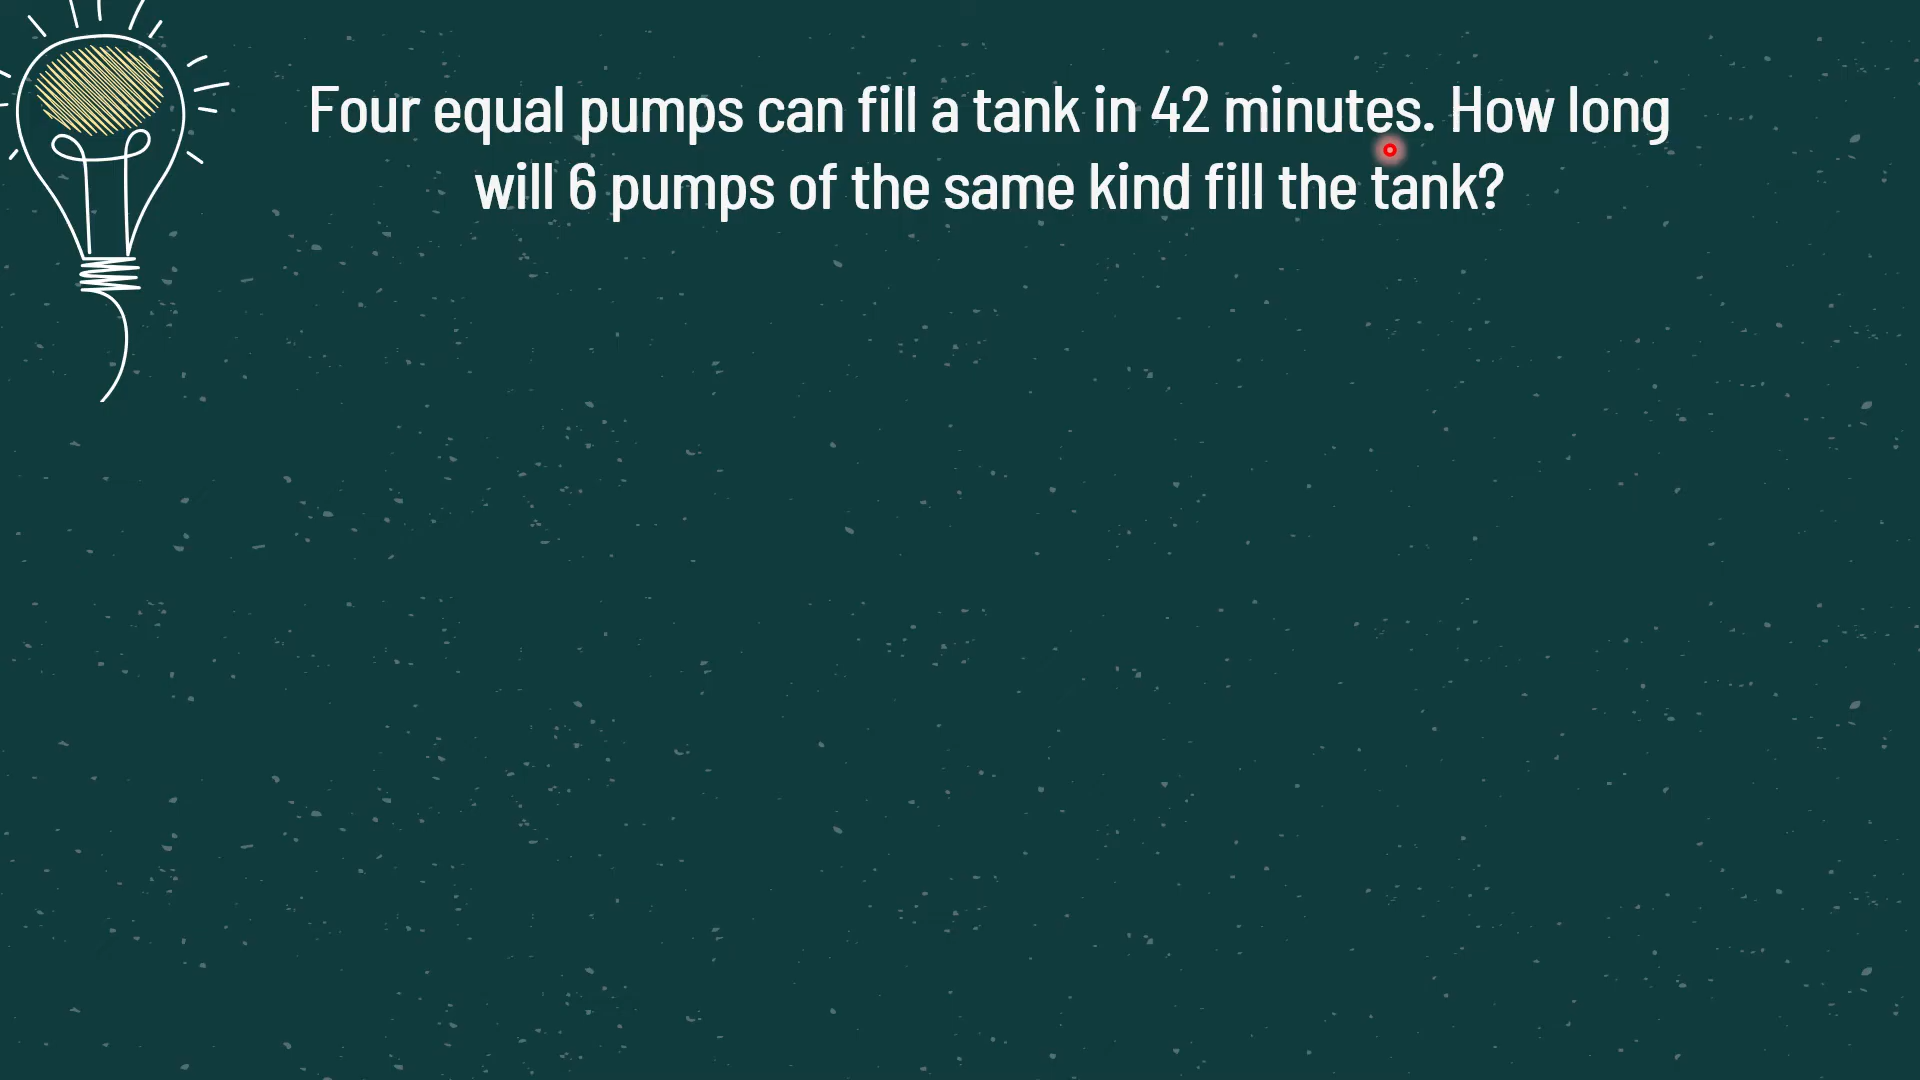 Four equal pumps can fill a tank in 42 minutes. How long
will 6 pumps of the same kind fill the tank?